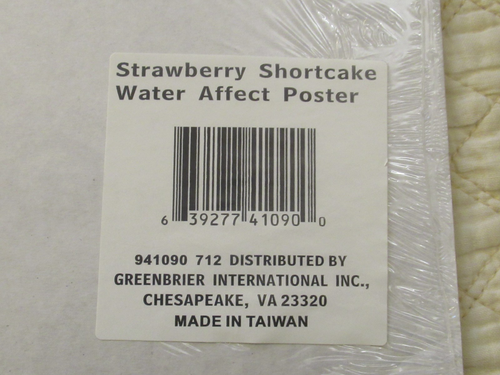 Strawberry Shortcake
Water Affect Poster
6 39277 41090 0
941090 712 DISTRIBUTED BY
GREENBRIER INTERNATIONAL INC.,
CHESAPEAKE, VA 23320
MADE IN TAIWAN